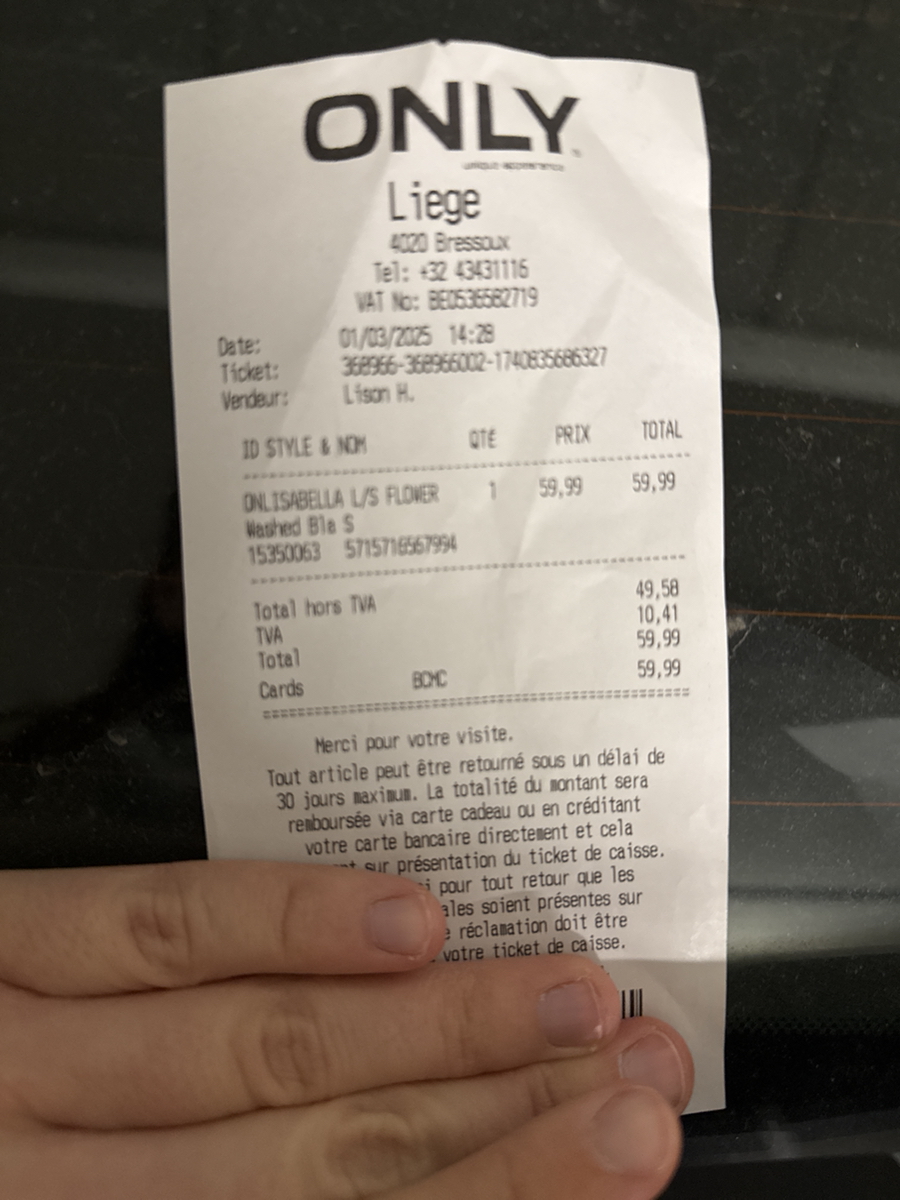 ONLY
unique appearance
Liege
4020 Bressoux
Tel: +32 43431116
VAT No: BE0536582719
Date: 01/03/2025 14:28
Ticket: 368966-368966002-1740835686327
Vendeur: Lison H.
ID STYLE & NOM QTÉ PRIX TOTAL
ONLISABELLA L/S FLOWER 1 59,99 59,99
Washed Bla S
15350063 5715716567994
Total hors TVA 49,58
TVA 10,41
Total 59,99
Cards BCMC 59,99
Merci pour votre visite.
Tout article peut être retourné sous un délai de
30 jours maximum. La totalité du montant sera
remboursée via carte cadeau ou en créditant
votre carte bancaire directement et cela
sur présentation du ticket de caisse.
pour tout retour que les
soient présentes sur
réclamation doit être
votre ticket de caisse.